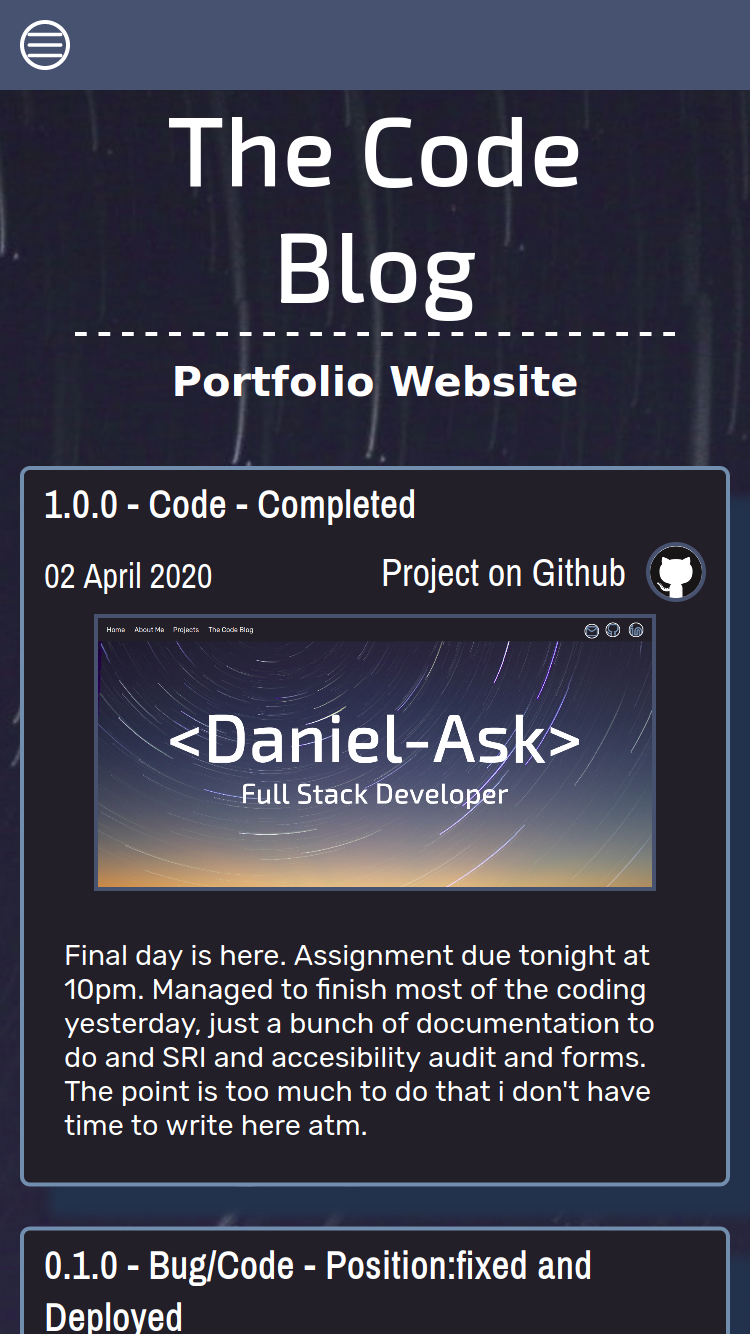 The Code
Blog
Portfolio Website
1.0.0 - Code - Completed
02 April 2020
Project on Github
Home About Me Projects The Code Blog
<Daniel-Ask>
Full Stack Developer
Final day is here. Assignment due tonight at
10pm. Managed to finish most of the coding
yesterday, just a bunch of documentation to
do and SRI and accesibility audit and forms.
The point is too much to do that i don't have
time to write here atm.
0.1.0 - Bug/Code - Position:fixed and
Deployed